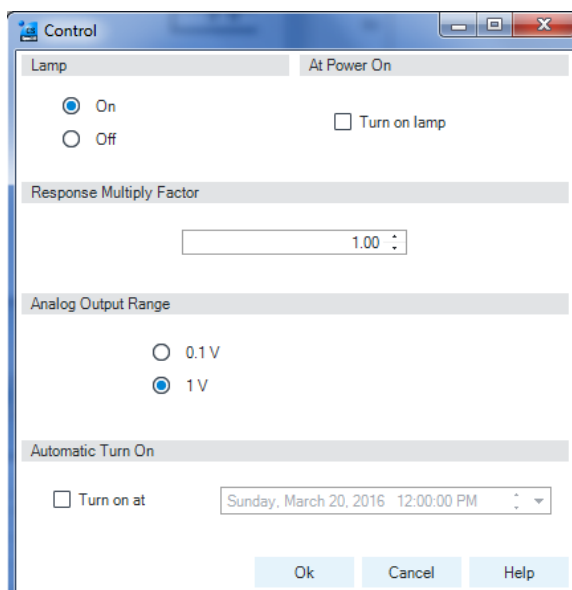 Control
Lamp
At Power On
On
Off
Turn on lamp
Response Multiply Factor
1.00
Analog Output Range
0.1 V
1 V
Automatic Turn On
Turn on at
Sunday, March 20, 2016 12:00:00 PM
Ok Cancel Help